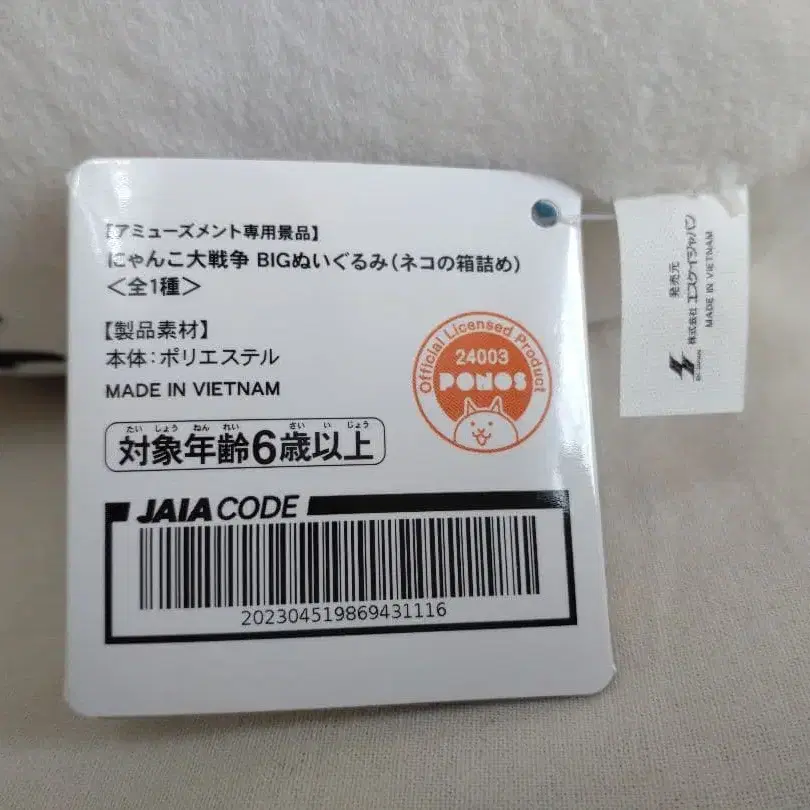 【アミューズメント専用景品】
にゃんこ大戦争 BIGぬいぐるみ(ネコの箱詰め)
<全1種>
【製品素材】
本体:ポリエステル
MADE IN VIETNAM
Official Licensed Product
24003
PONOS
たい しょう ねん れい さい い じょう
対象年齢6歳以上
JAIA CODE
202304519869431116
発売元
株式会社 エスケイジャパン
MADE IN VIETNAM